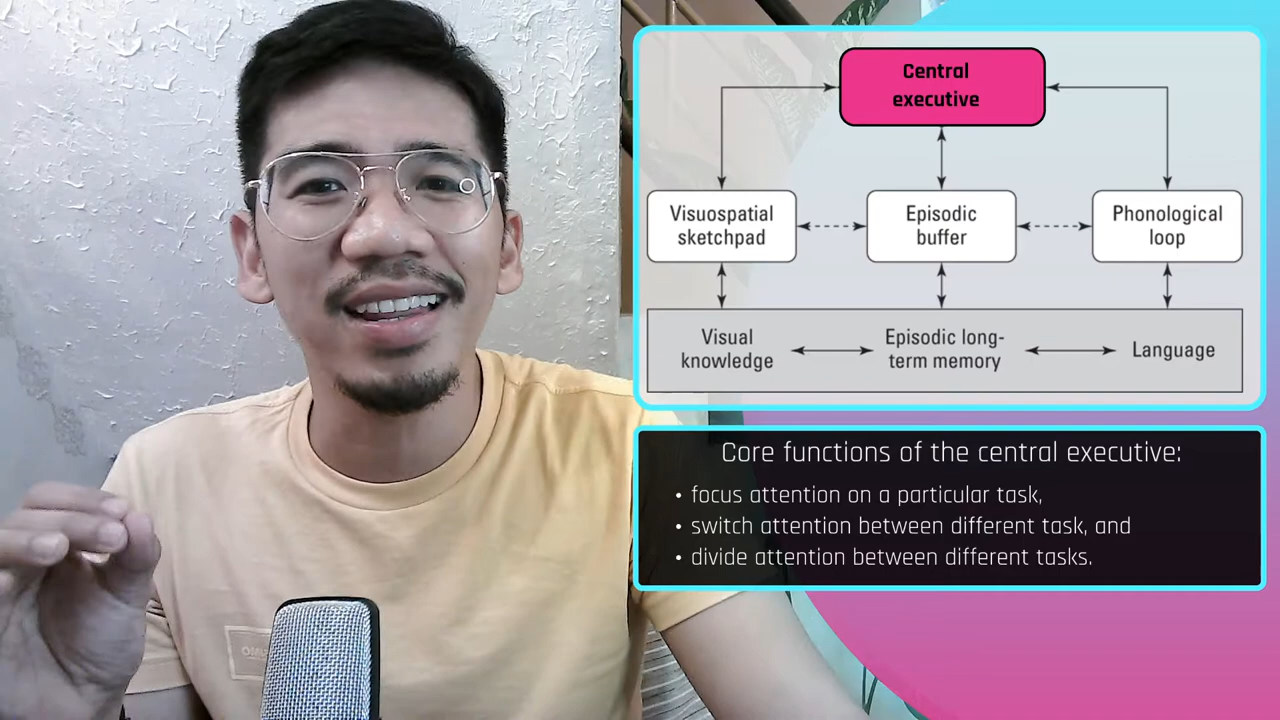 Central
executive
Visuospatial
sketchpad
Episodic
buffer
Phonological
loop
Visual
knowledge
Episodic long-
term memory
Language
Core functions of the central executive:
• focus attention on a particular task,
• switch attention between different task, and
• divide attention between different tasks.